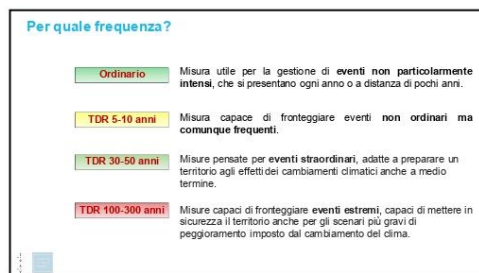 Per quale frequenza?
Ordinario
Misura utile per la gestione di eventi non particolarmente
intensi, che si presentano ogni anno o a distanza di pochi anni.
TDR 5-10 anni
Misura capace di fronteggiare eventi non ordinari ma
comunque frequenti.
TDR 30-50 anni
Misure pensate per eventi straordinari, adatte a preparare un
territorio agli effetti dei cambiamenti climatici anche a medio
termine.
TDR 100-300 anni
Misure capaci di fronteggiare eventi estremi, capaci di mettere in
sicurezza il territorio anche per gli scenari più gravi di
peggioramento imposto dal cambiamento del clima.